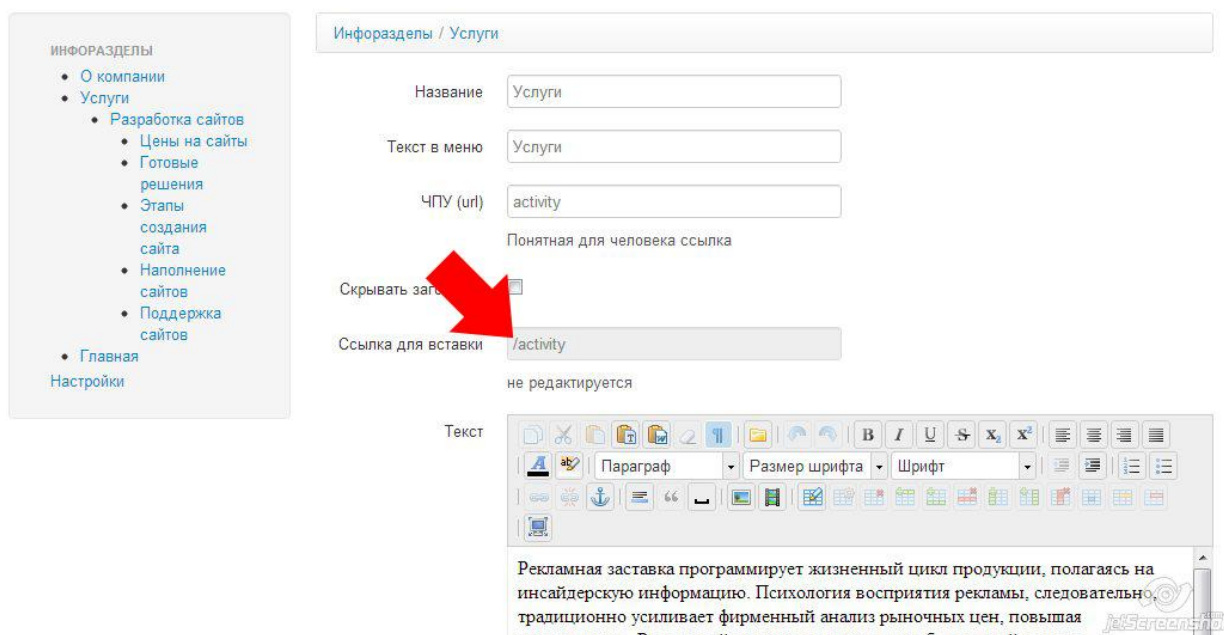 ИНФОРАЗДЕЛЫ
О компании
Услуги
Разработка сайтов
Цены на сайты
Готовые
решения
Этапы
создания
сайта
Наполнение
сайтов
Поддержка
сайтов
Главная
Настройки
Инфоразделы / Услуги
Название Услуги
Текст в меню Услуги
ЧПУ (url) activity
Понятная для человека ссылка
Скрывать
Ссылка для вставки /activity
не редактируется
Текст
Параграф Размер шрифта Шрифт
Рекламная заставка программирует жизненный цикл продукции, полагаясь на
инсайдерскую информацию. Психология восприятия рекламы, следовательно,
традиционно усиливает фирменный анализ рыночных цен, повышая